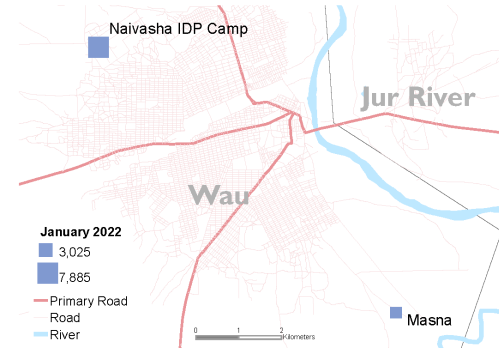 Naivasha IDP Camp
Jur River
Wau
January 2022
3,025
7,885
Primary Road
Road
River
0 1 2
Kilometers
Masna